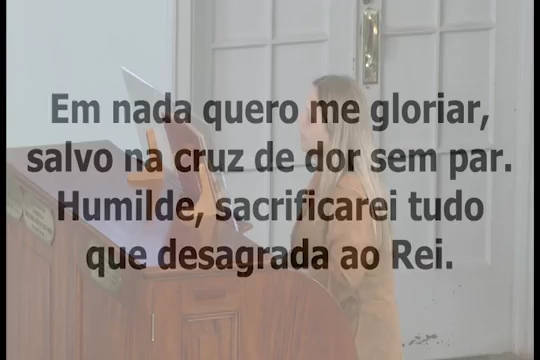 Em nada quero me gloriar,
salvo na cruz de dor sem par.
Humilde, sacrificarei tudo
que desagrada ao Rei.